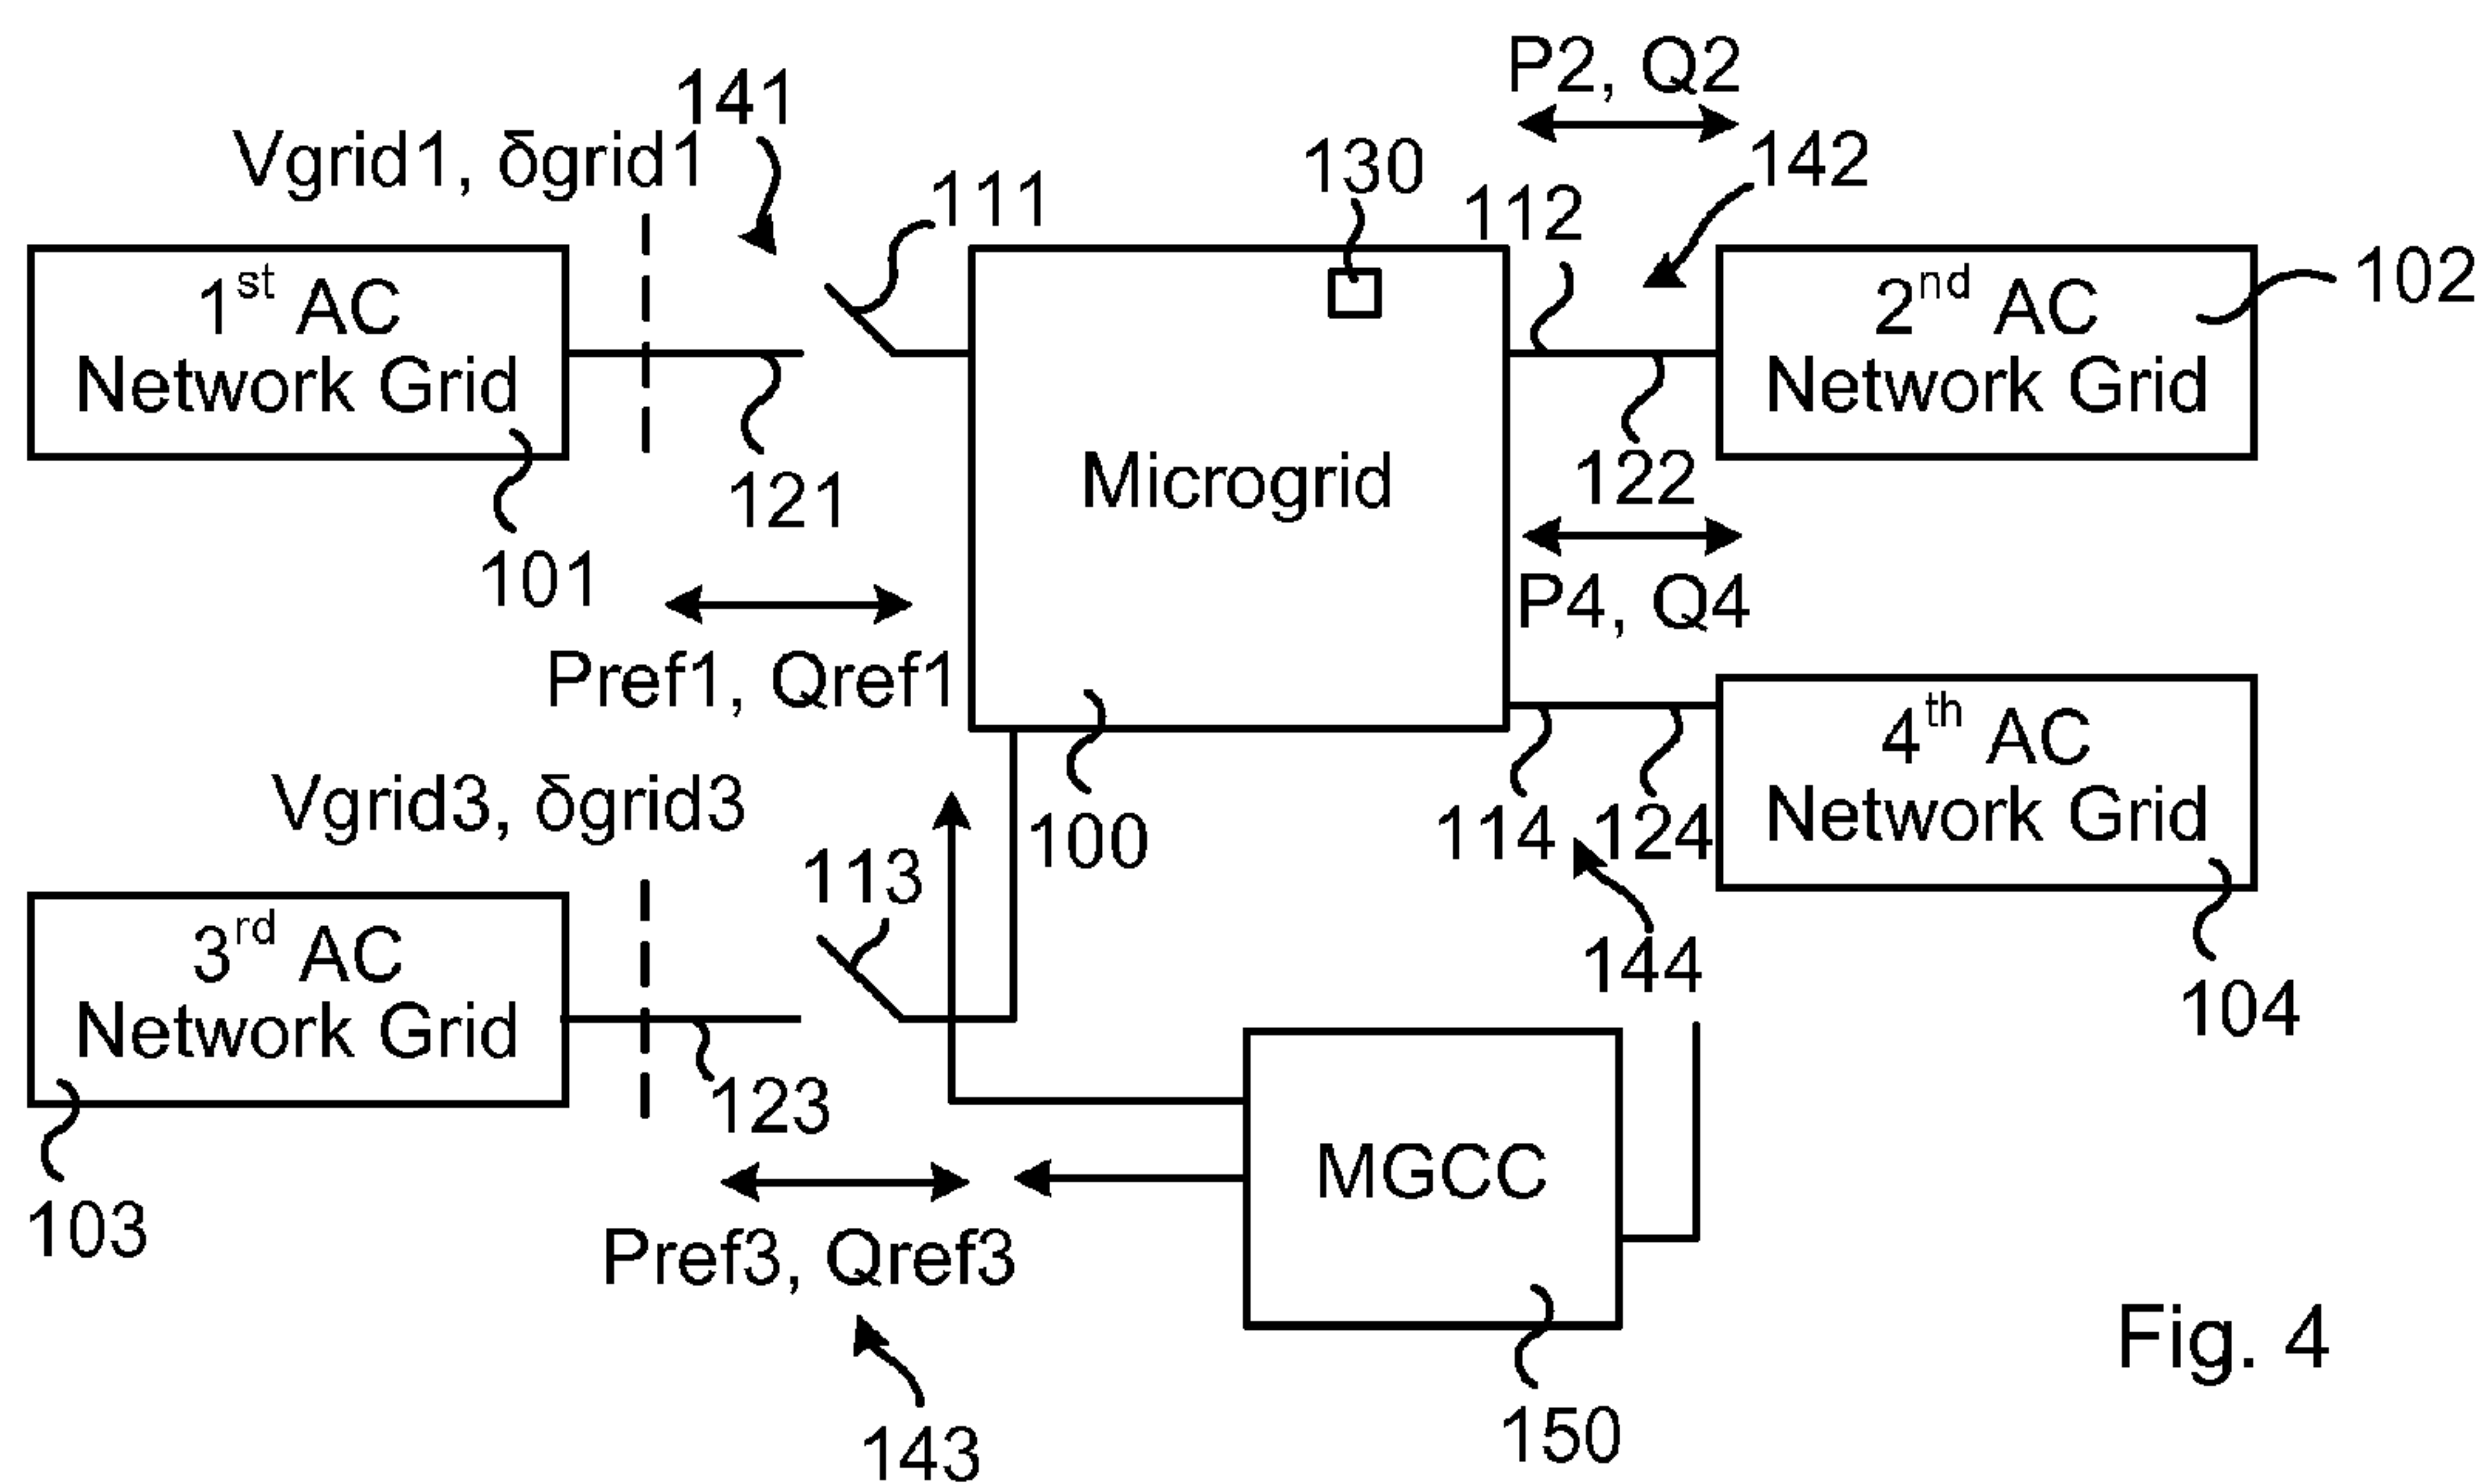 P2, Q2
141
Vgrid1, δgrid1
130
142
111
112
1st AC
Network Grid
2nd AC
Network Grid
102
Microgrid
121
122
101
P4, Q4
Pref1, Qref1
4th AC
Network Grid
Vgrid3, δgrid3
100
114
124
113
3rd AC
Network Grid
144
104
123
MGCC
103
Pref3, Qref3
Fig. 4
143
150